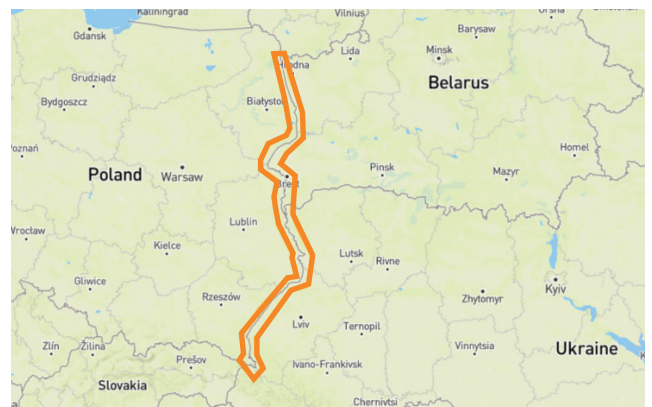 Kaliningrad
Vilnius
Orsha
Gdansk
Barysaw
Minsk
Lida
Hrodna
Grudziądz
Belarus
Bydgoszcz
Białystok
Homel
Poznań
Pinsk
Mazyr
Poland
Warsaw
Brest
Lublin
Wrocław
Kielce
Lutsk
Rivne
Gliwice
Kyiv
Rzeszów
Zhytomyr
Lviv
Ternopil
Zlín
Žilina
Vinnytsia
Ukraine
Prešov
Ivano-Frankivsk
Slovakia
Chernivtsi